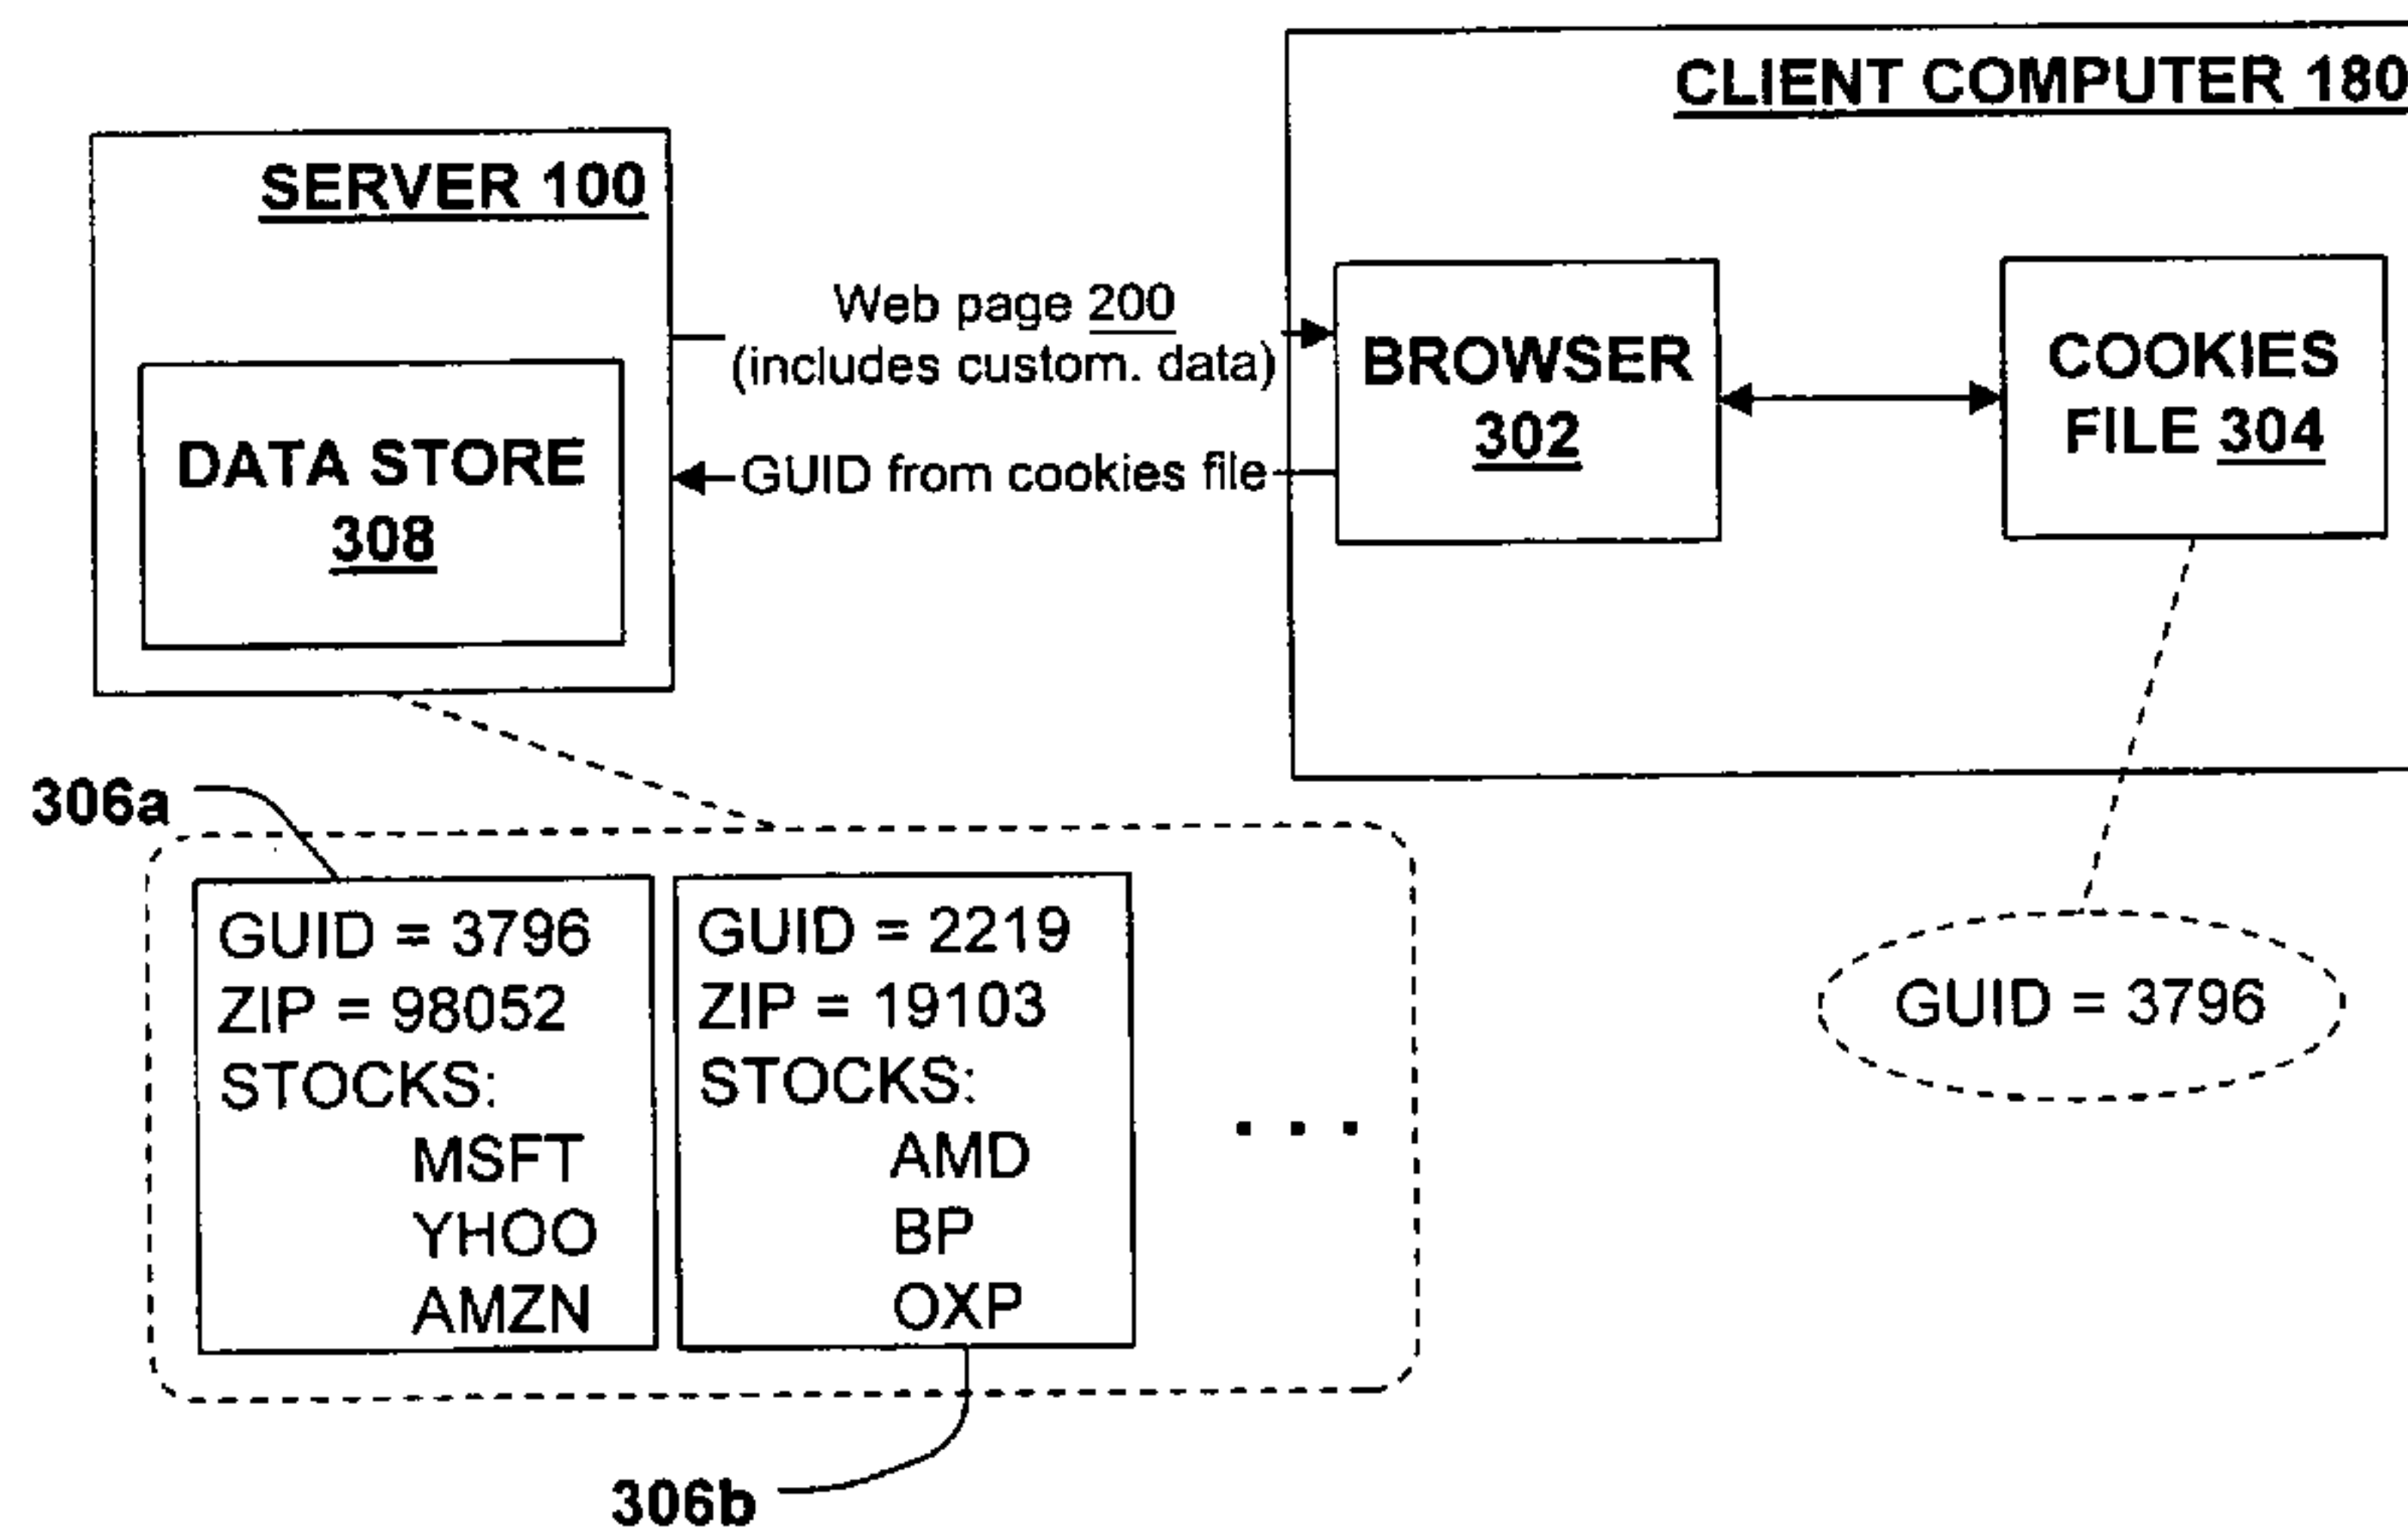 CLIENT COMPUTER 180
SERVER 100
Web page 200
(includes custom. data)
BROWSER
302
COOKIES
FILE 304
DATA STORE
308
GUID from cookies file
306a
GUID = 3796
ZIP = 98052
STOCKS:
MSFT
YHOO
AMZN
GUID = 2219
ZIP = 19103
STOCKS:
AMD
BP
OXP
. . .
GUID = 3796
306b